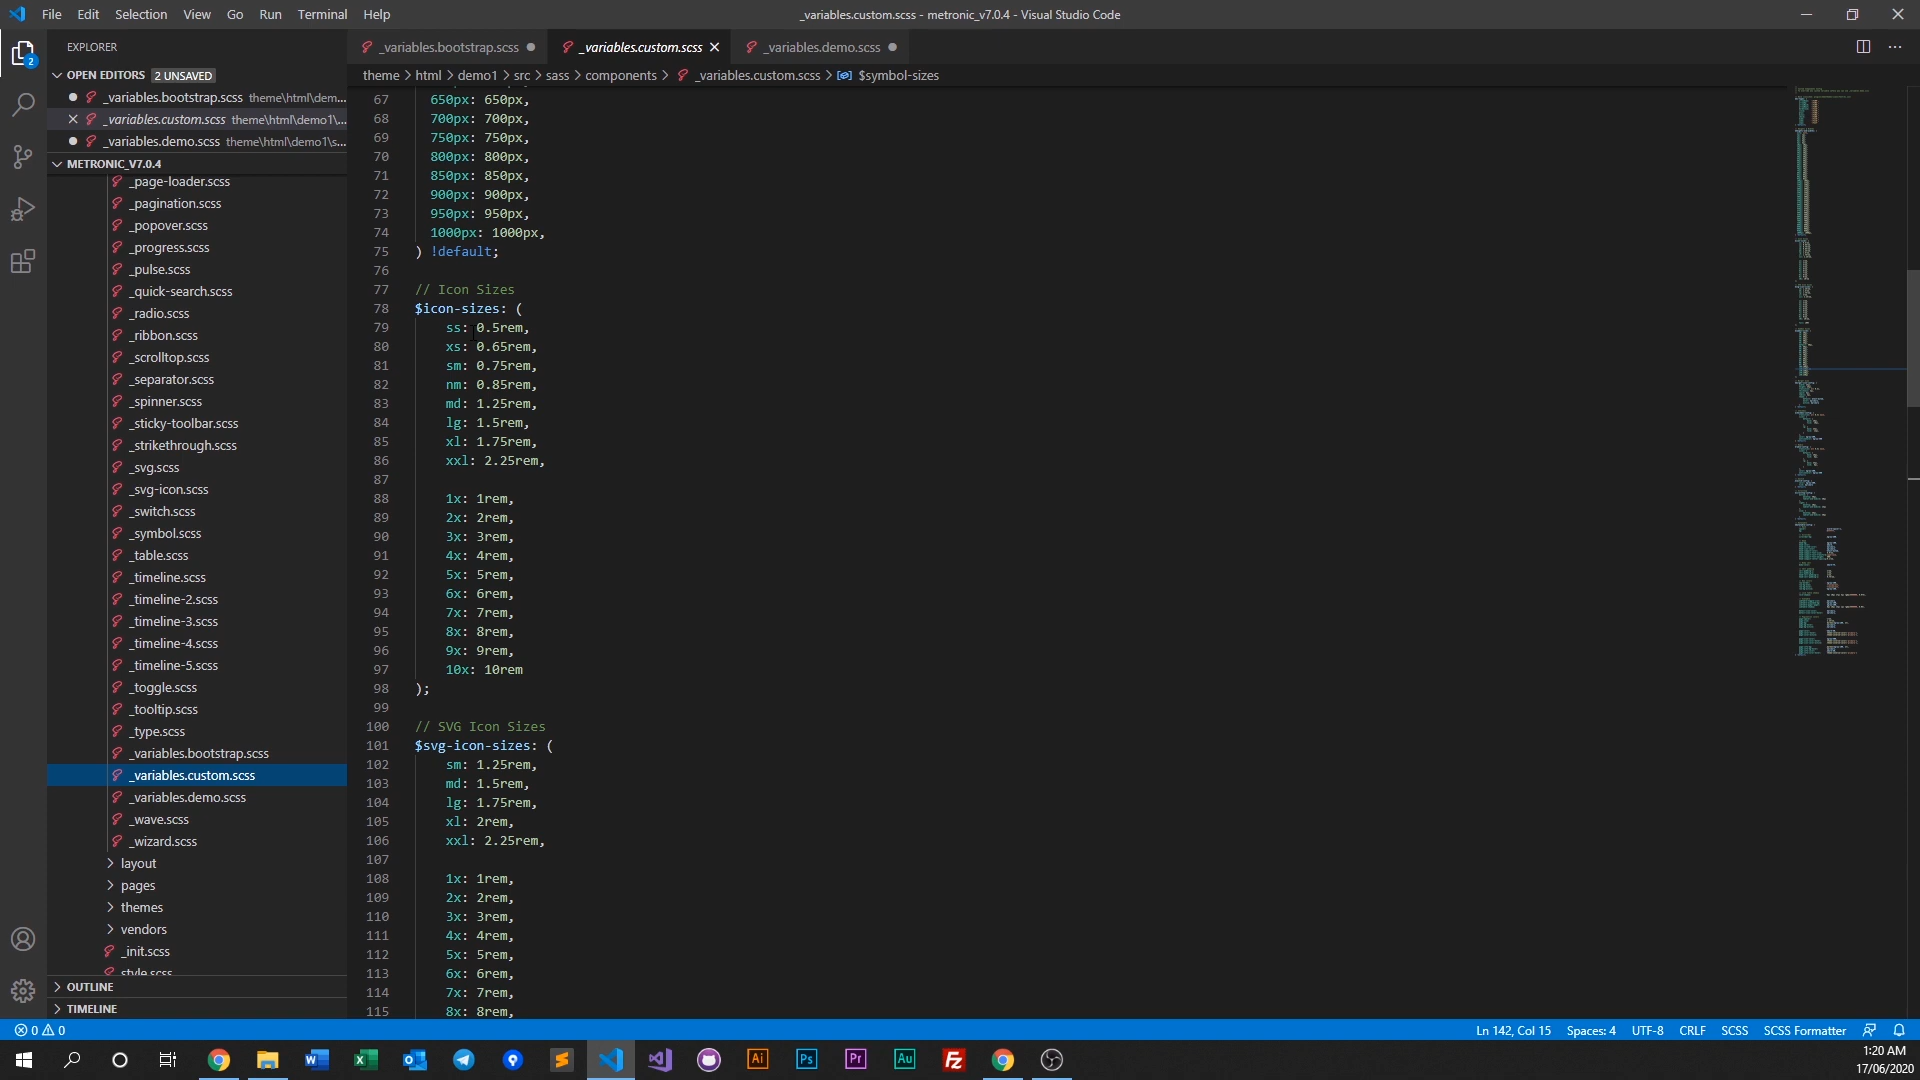 File Edit Selection View Go Run Terminal Help
_variables.custom.scss - metronic_v7.0.4 - Visual Studio Code
EXPLORER
_variables.bootstrap.scss
_variables.custom.scss
_variables.demo.scss
OPEN EDITORS 2 UNSAVED
theme > html > demo1 > src > sass > components > _variables.custom.scss > $symbol-sizes
_variables.bootstrap.scss theme\html\dem...
_variables.custom.scss theme\html\demo1\...
_variables.demo.scss theme\html\demo1\s...
METRONIC_V7.0.4
_page-loader.scss
_pagination.scss
_popover.scss
_progress.scss
_pulse.scss
_quick-search.scss
_radio.scss
_ribbon.scss
_scrolltop.scss
_separator.scss
_spinner.scss
_sticky-toolbar.scss
_strikethrough.scss
_svg.scss
_svg-icon.scss
_switch.scss
_symbol.scss
_table.scss
_timeline.scss
_timeline-2.scss
_timeline-3.scss
_timeline-4.scss
_timeline-5.scss
_toggle.scss
_tooltip.scss
_type.scss
_variables.bootstrap.scss
_variables.custom.scss
_variables.demo.scss
_wave.scss
_wizard.scss
layout
pages
themes
vendors
_init.scss
style.scss
OUTLINE
TIMELINE
67 650px: 650px,
68 700px: 700px,
69 750px: 750px,
70 800px: 800px,
71 850px: 850px,
72 900px: 900px,
73 950px: 950px,
74 1000px: 1000px,
75 ) !default;
76
77 // Icon Sizes
78 $icon-sizes: (
79 ss: 0.5rem,
80 xs: 0.65rem,
81 sm: 0.75rem,
82 nm: 0.85rem,
83 md: 1.25rem,
84 lg: 1.5rem,
85 xl: 1.75rem,
86 xxl: 2.25rem,
87
88 1x: 1rem,
89 2x: 2rem,
90 3x: 3rem,
91 4x: 4rem,
92 5x: 5rem,
93 6x: 6rem,
94 7x: 7rem,
95 8x: 8rem,
96 9x: 9rem,
97 10x: 10rem
98 );
99
100 // SVG Icon Sizes
101 $svg-icon-sizes: (
102 sm: 1.25rem,
103 md: 1.5rem,
104 lg: 1.75rem,
105 xl: 2rem,
106 xxl: 2.25rem,
107
108 1x: 1rem,
109 2x: 2rem,
110 3x: 3rem,
111 4x: 4rem,
112 5x: 5rem,
113 6x: 6rem,
114 7x: 7rem,
115 8x: 8rem,
0 0
Ln 142, Col 15 Spaces: 4 UTF-8 CRLF SCSS SCSS Formatter
2
Ai Ps Pr Au Fz
1:20 AM
17/06/2020